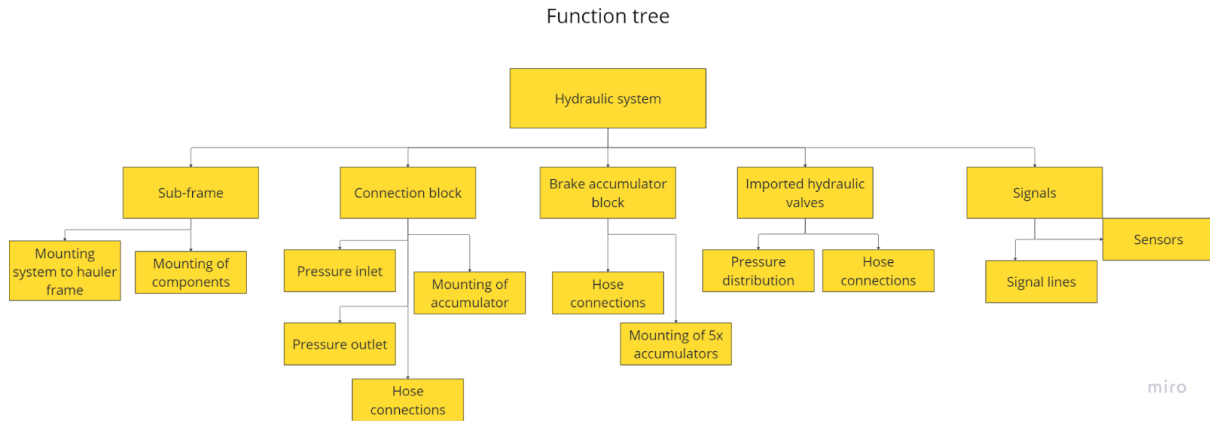 Function tree
Hydraulic system
Sub-frame
Connection block
Brake accumulator
block
Imported hydraulic
valves
Signals
Mounting
system to hauler
frame
Mounting of
components
Pressure inlet
Mounting of
accumulator
Pressure outlet
Hose
connections
Hose
connections
Mounting of 5x
accumulators
Pressure
distribution
Hose
connections
Sensors
Signal lines
miro